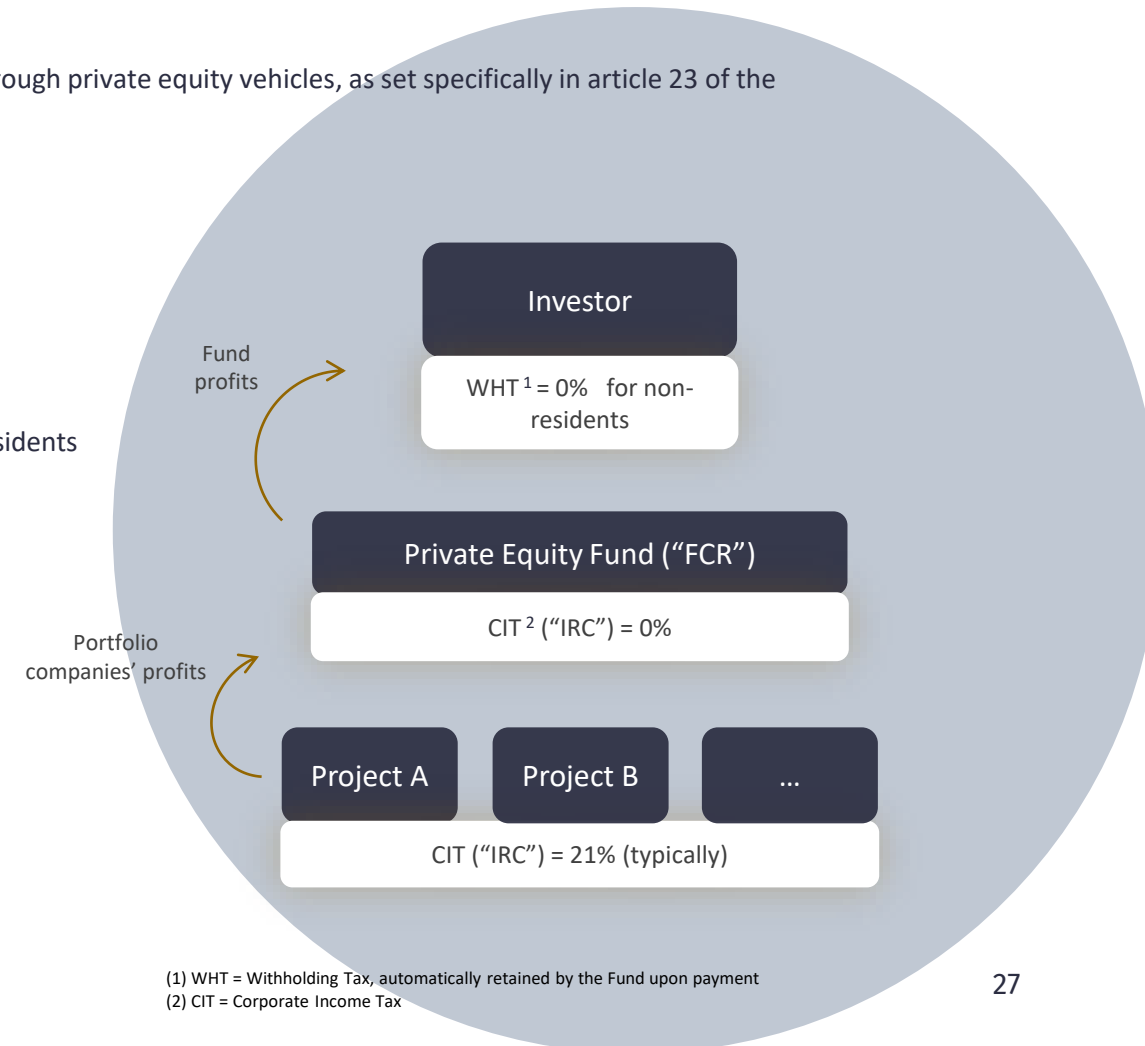 rough private equity vehicles, as set specifically in article 23 of the
Investor
Fund
profits
WHT ¹ = 0% for non-
residents
sidents
Private Equity Fund (“FCR”)
CIT ² (“IRC”) = 0%
Portfolio
companies’ profits
Project A
Project B
...
CIT (“IRC”) = 21% (typically)
(1) WHT = Withholding Tax, automatically retained by the Fund upon payment
(2) CIT = Corporate Income Tax
27